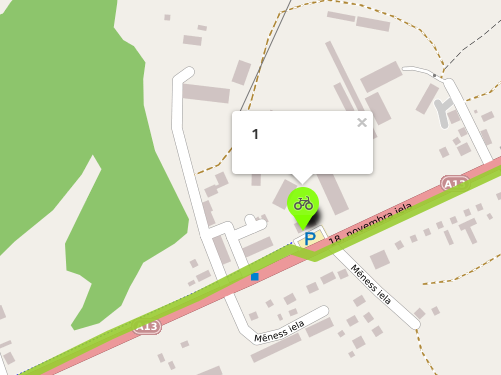 ×
1
A13
P
18. novembra iela
Mēness iela
A13
Mēness iela